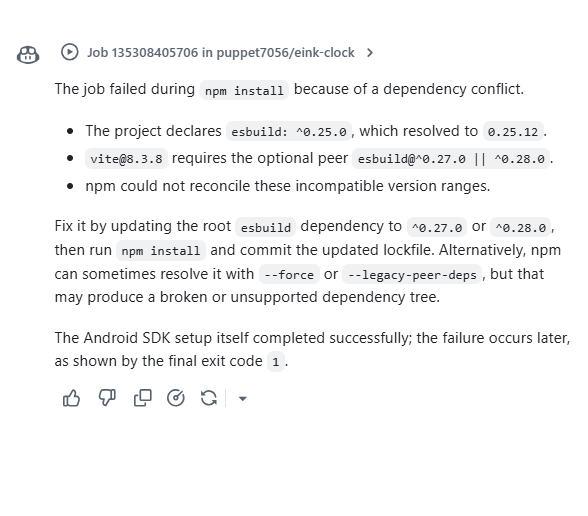 Job 135308405706 in puppet7056/eink-clock
The job failed during npm install because of a dependency conflict.
The project declares esbuild: ^0.25.0, which resolved to 0.25.12.
vite@8.3.8 requires the optional peer esbuild@^0.27.0 || ^0.28.0.
npm could not reconcile these incompatible version ranges.
Fix it by updating the root esbuild dependency to ^0.27.0 or ^0.28.0,
then run npm install and commit the updated lockfile. Alternatively, npm
can sometimes resolve it with --force or --legacy-peer-deps, but that
may produce a broken or unsupported dependency tree.
The Android SDK setup itself completed successfully; the failure occurs later,
as shown by the final exit code 1.